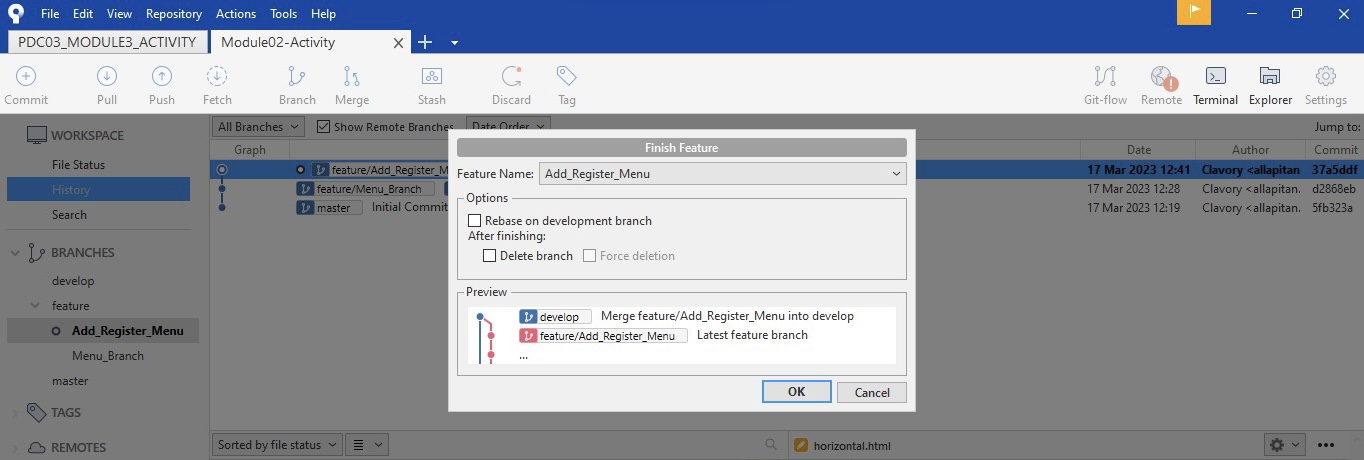 File Edit View Repository Actions Tools Help
PDC03_MODULE3_ACTIVITY Module02-Activity
Commit Pull Push Fetch Branch Merge Stash Discard Tag Git-flow Remote Terminal Explorer Settings
WORKSPACE
File Status
History
Search
BRANCHES
develop
feature
Add_Register_Menu
Menu_Branch
master
TAGS
REMOTES
All Branches Show Remote Branches Date Order Jump to:
Graph Date Author Commit
feature/Add_Register_M 17 Mar 2023 12:41 Clavory <allapitan 37a5ddf
feature/Menu_Branch 17 Mar 2023 12:28 Clavory <allapitan. d2868eb
master Initial Commit 17 Mar 2023 12:19 Clavory <allapitan. 5fb323a
Finish Feature
Feature Name: Add_Register_Menu
Options
Rebase on development branch
After finishing:
Delete branch Force deletion
Preview
develop Merge feature/Add_Register_Menu into develop
feature/Add_Register_Menu Latest feature branch
...
OK Cancel
Sorted by file status horizontal.html